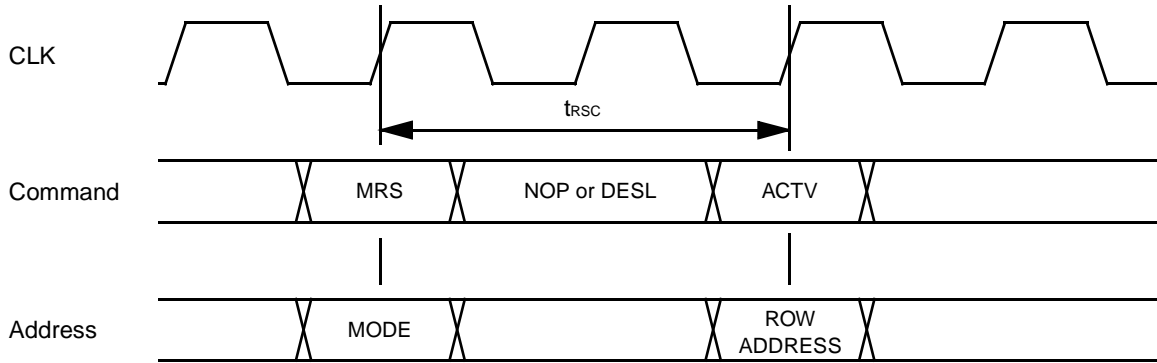 CLK
tRSC
Command
MRS
NOP or DESL
ACTV
Address
MODE
ROW
ADDRESS